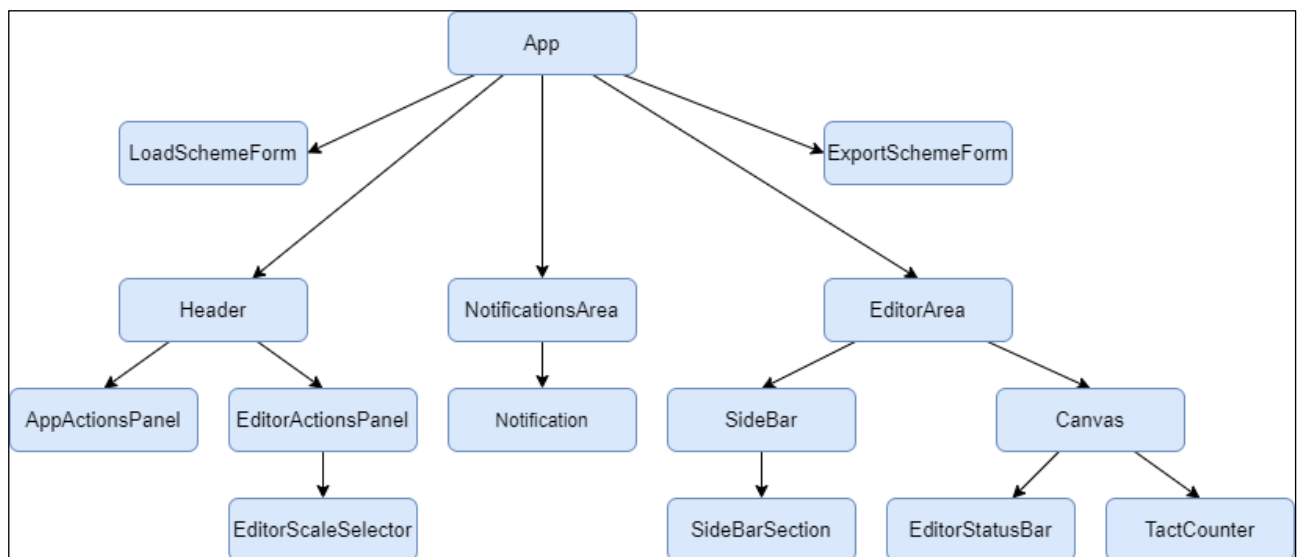 App
LoadSchemeForm
ExportSchemeForm
Header
NotificationsArea
EditorArea
AppActionsPanel
EditorActionsPanel
Notification
SideBar
Canvas
EditorScaleSelector
SideBarSection
EditorStatusBar
TactCounter